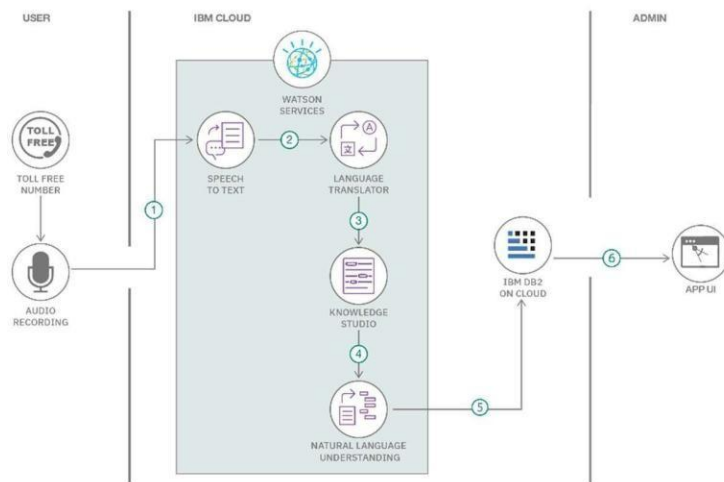 USER
IBM CLOUD
ADMIN
WATSON
SERVICES
TOLL
FREE
TOLL FREE
NUMBER
1
SPEECH
TO TEXT
2
A
文
LANGUAGE
TRANSLATOR
3
AUDIO
RECORDING
KNOWLEDGE
STUDIO
4
NATURAL LANGUAGE
UNDERSTANDING
5
IBM DB2
ON CLOUD
6
APP UI